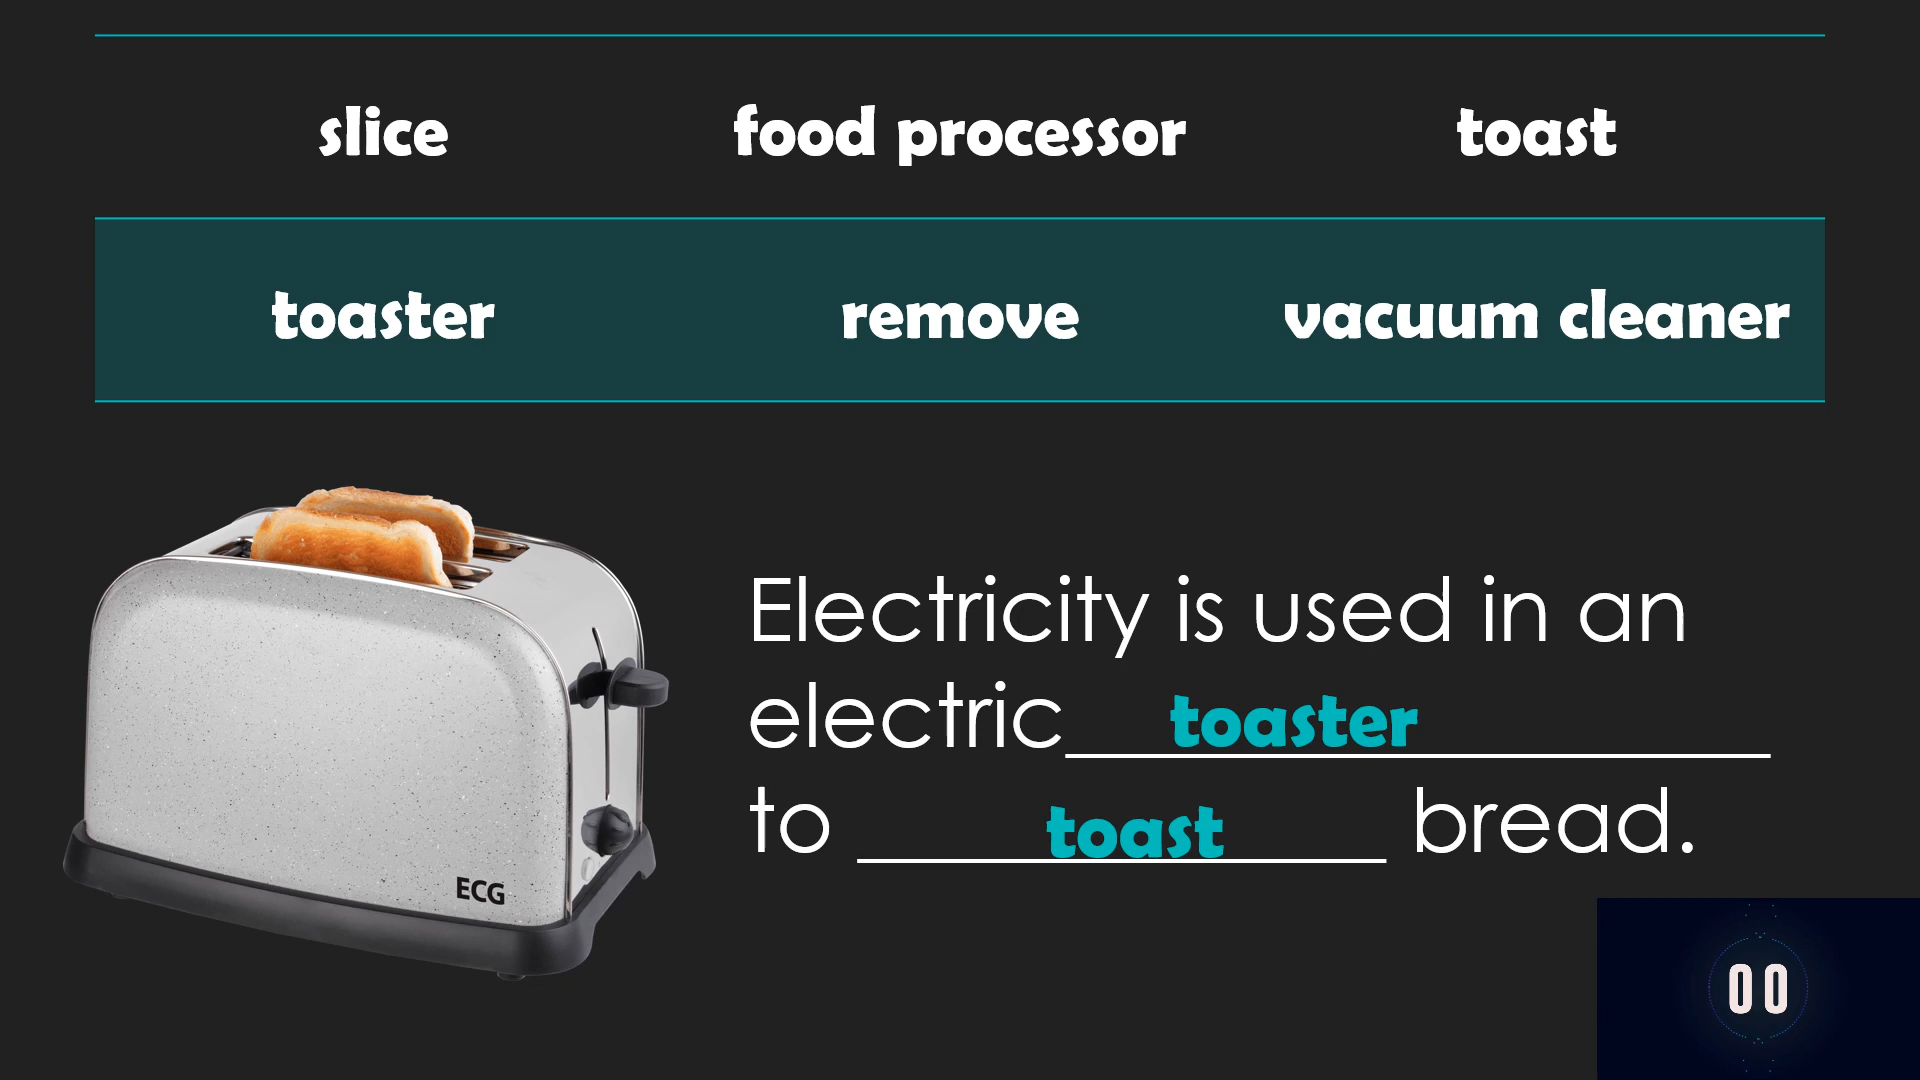 slice food processor toast
toaster remove vacuum cleaner
Electricity is used in an
electric toaster
to toast bread.
ECG
00